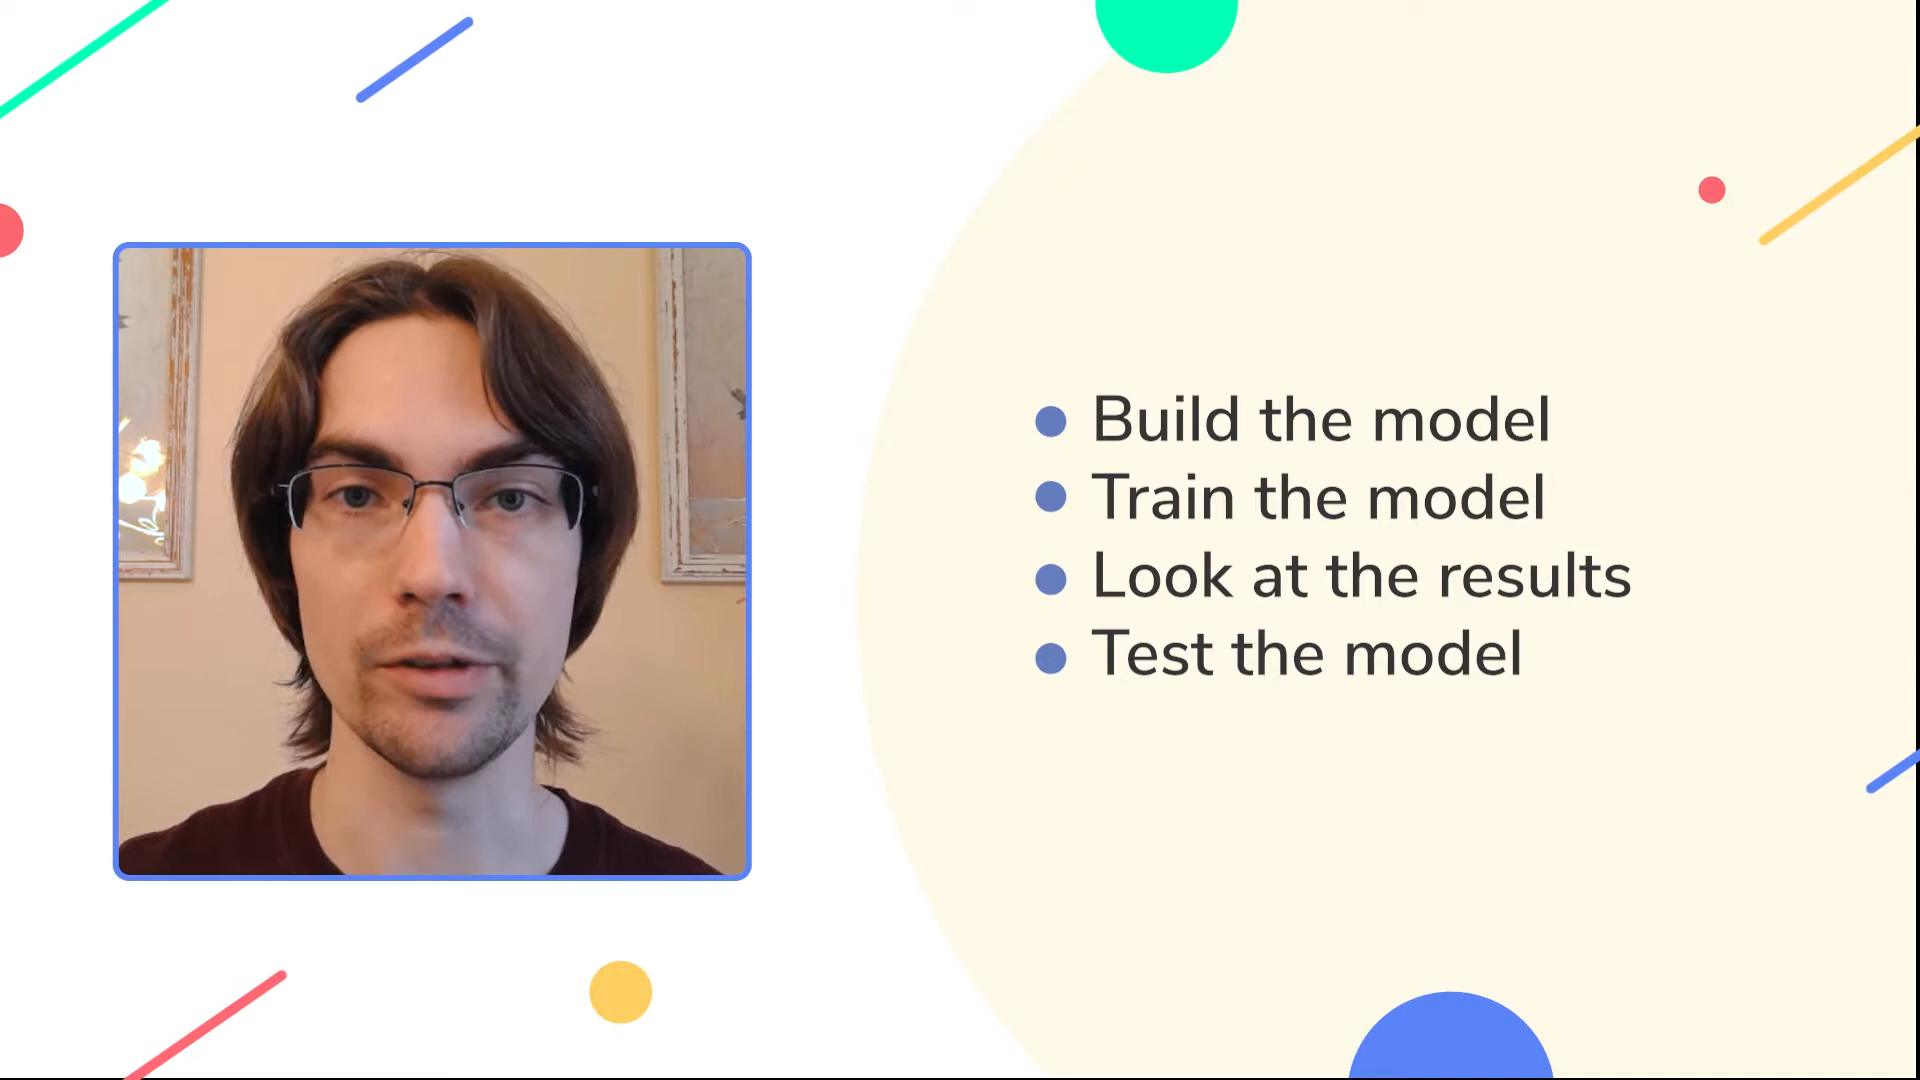 Build the model
Train the model
Look at the results
Test the model